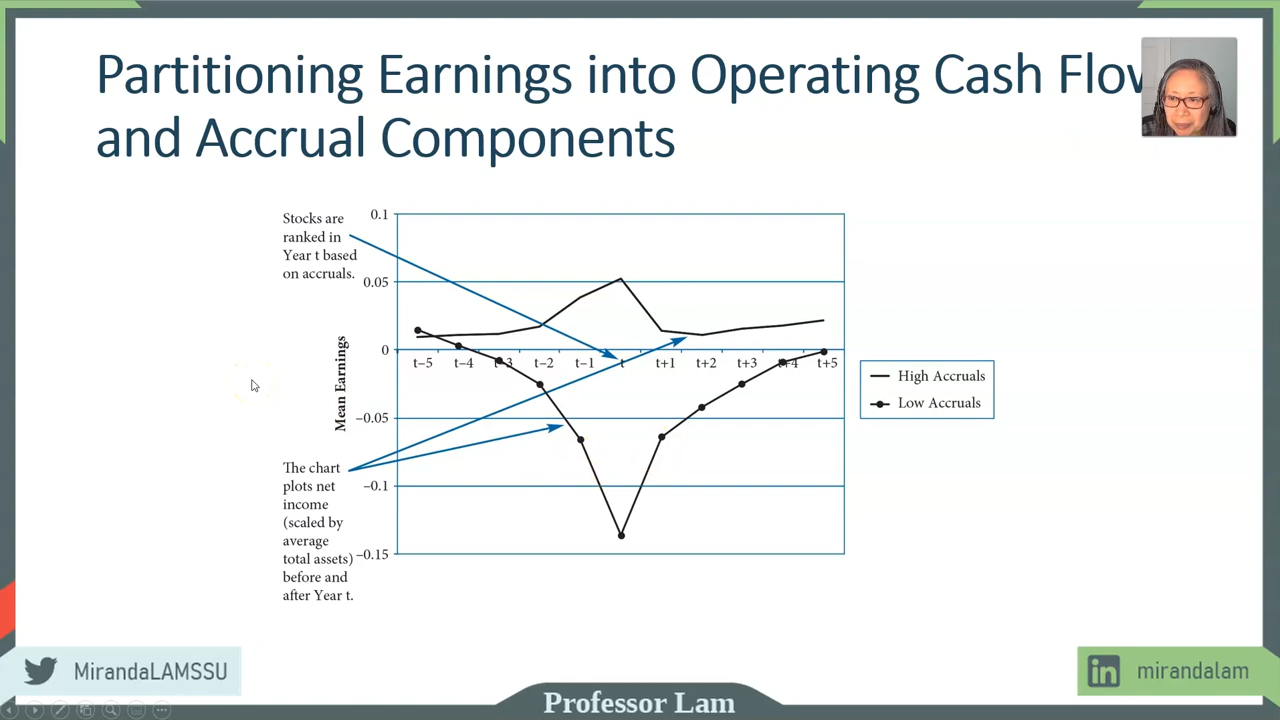 Partitioning Earnings into Operating Cash
and Accrual Components
Stocks are
ranked in
Year t based
on accruals.
0.1
0.05
0
−0.05
−0.1
−0.15
Mean Earnings
t−5
t−4
t−3
t−2
t−1
t
t+1
t+2
t+3
t+4
t+5
High Accruals
Low Accruals
The chart
plots net
income
(scaled by
average
total assets)
before and
after Year t.
MirandaLAMSSU
Professor Lam
in mirandalam